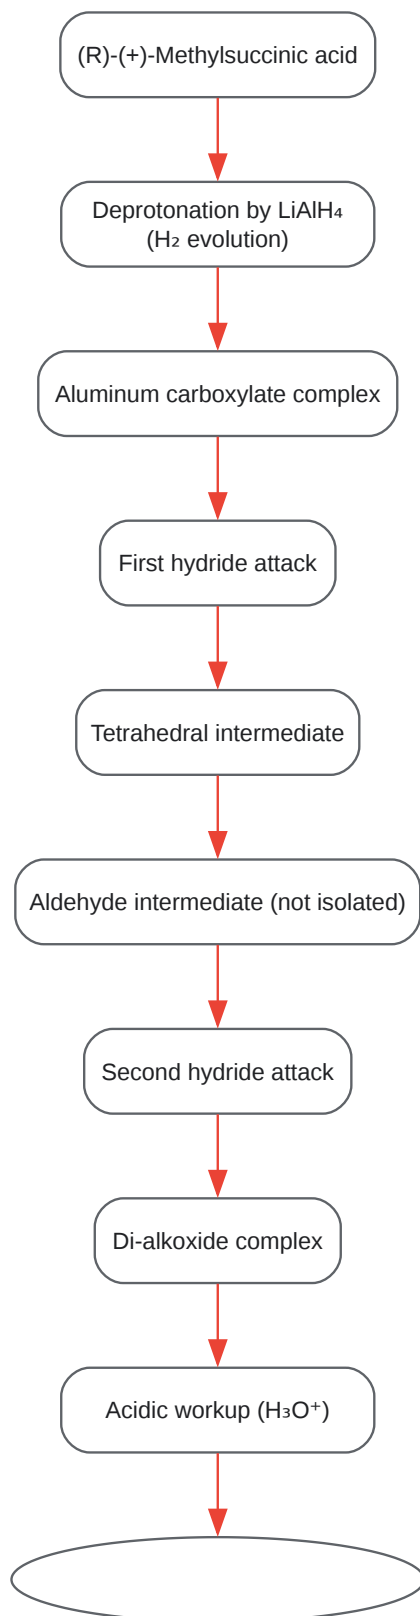 (R)-(+)-Methylsuccinic acid
Deprotonation by LiAlH₄
(H₂ evolution)
Aluminum carboxylate complex
First hydride attack
Tetrahedral intermediate
Aldehyde intermediate (not isolated)
Second hydride attack
Di-alkoxide complex
Acidic workup (H₃O⁺)